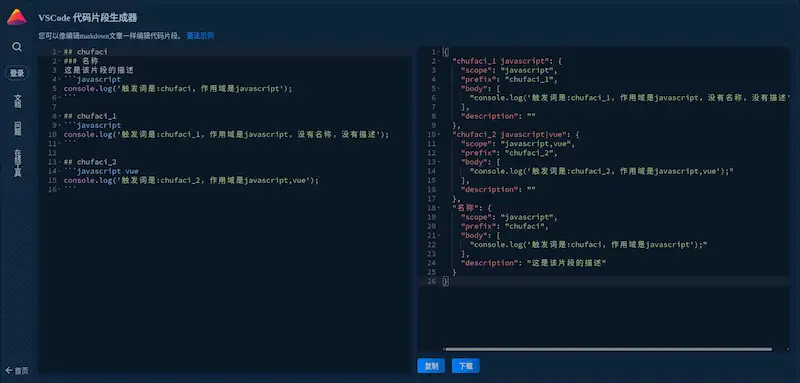 VSCode 代码片段生成器
您可以像编辑markdown文章一样编辑代码片段。 语法示例
登录
文档
问题
在线工具
首页
1 ## chufaci
2 ### 名称
3 这是该片段的描述
4 ```javascript
5 console.log('触发词是:chufaci，作用域是javascript');
6 ```
7
8 ## chufaci_1
9 ```javascript
10 console.log('触发词是:chufaci_1，作用域是javascript，没有名称，没有描述');
11 ```
12
13 ## chufaci_2
14 ```javascript vue
15 console.log('触发词是:chufaci_2，作用域是javascript,vue');
16 ```
1 {
2 "chufaci_1 javascript": {
3 "scope": "javascript",
4 "prefix": "chufaci_1",
5 "body": [
6 "console.log('触发词是:chufaci_1，作用域是javascript，没有名称，没有描述'
7 ],
8 "description": ""
9 },
10 "chufaci_2 javascript|vue": {
11 "scope": "javascript,vue",
12 "prefix": "chufaci_2",
13 "body": [
14 "console.log('触发词是:chufaci_2，作用域是javascript,vue');"
15 ],
16 "description": ""
17 },
18 "名称": {
19 "scope": "javascript",
20 "prefix": "chufaci",
21 "body": [
22 "console.log('触发词是:chufaci，作用域是javascript');"
23 ],
24 "description": "这是该片段的描述"
25 }
26 }
复制
下载